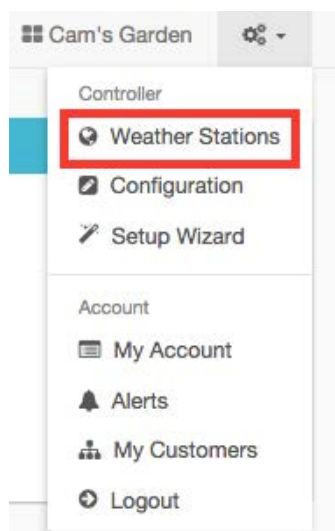 Cam's Garden
Controller
Weather Stations
Configuration
Setup Wizard
Account
My Account
Alerts
My Customers
Logout